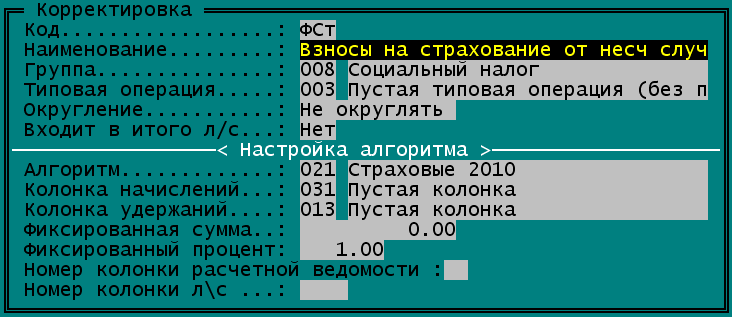 Корректировка
Код..................: ФСт
Наименование.........: Взносы на страхование от несч случ
Группа...............: 008 Социальный налог
Типовая операция.....: 003 Пустая типовая операция (без п
Округление...........: Не округлять
Входит в итого л/с...: Нет
< Настройка алгоритма >
Алгоритм.............: 021 Страховые 2010
Колонка начислений...: 031 Пустая колонка
Колонка удержаний....: 013 Пустая колонка
Фиксированная сумма..: 0.00
Фиксированный процент: 1.00
Номер колонки расчетной ведомости :
Номер колонки л\с ...: